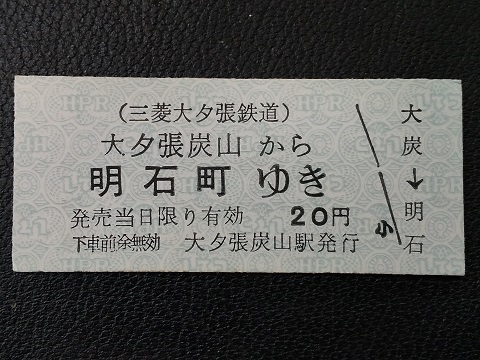 (三菱大夕張鉄道)
大夕張炭山 から
明石町 ゆき
発売当日限り有効 20円
下車前途無効 大夕張炭山駅発行
大炭→明石
小